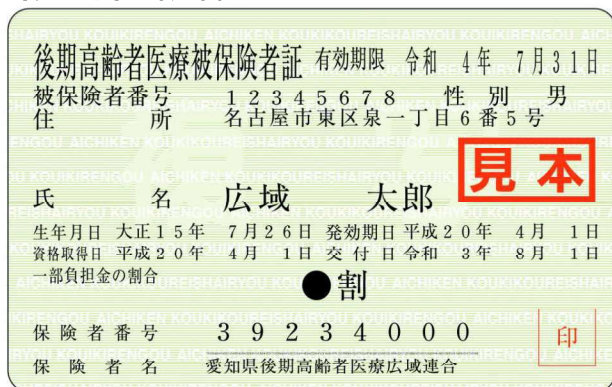 後期高齢者医療被保険者証 有効期限 令和 4年 7月31日
被保険者番号 12345678 性別 男
住所 名古屋市東区泉一丁目6番5号
見本
氏名 広域 太郎
生年月日 大正15年 7月26日 発効期日 平成20年 4月 1日
資格取得日 平成20年 4月 1日 交付日 令和 3年 8月 1日
一部負担金の割合
●割
保険者番号 39234000
印
保険者名 愛知県後期高齢者医療広域連合